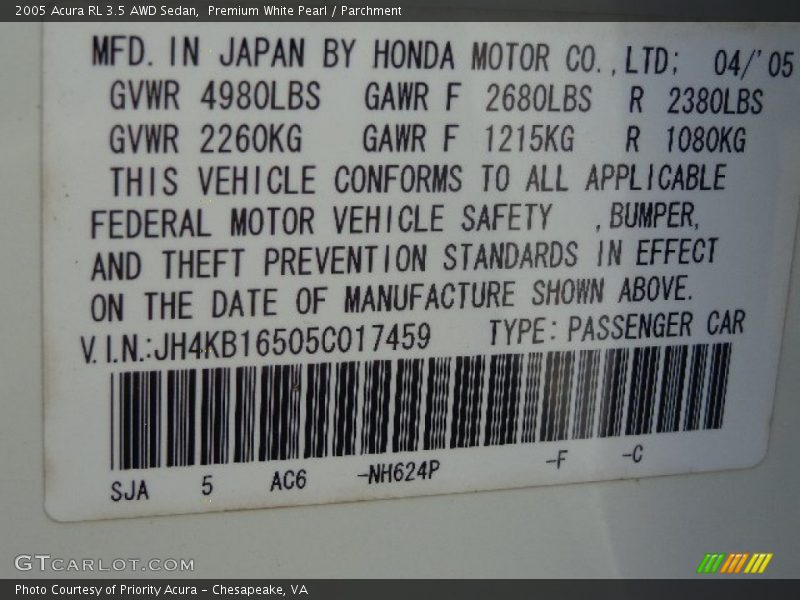 2005 Acura RL 3.5 AWD Sedan,  Premium White Pearl / Parchment
MFD. IN JAPAN BY HONDA MOTOR CO.,LTD; 04/'05
GVWR 4980LBS GAWR F 2680LBS R 2380LBS
GVWR 2260KG GAWR F 1215KG R 1080KG
THIS VEHICLE CONFORMS TO ALL APPLICABLE
FEDERAL MOTOR VEHICLE SAFETY ,BUMPER,
AND THEFT PREVENTION STANDARDS IN EFFECT
ON THE DATE OF MANUFACTURE SHOWN ABOVE.
V.I.N.:JH4KB16505C017459 TYPE: PASSENGER CAR
SJA 5 AC6 -NH624P -F -C
GTCARLOT.COM
Photo Courtesy of Priority Acura - Chesapeake, VA